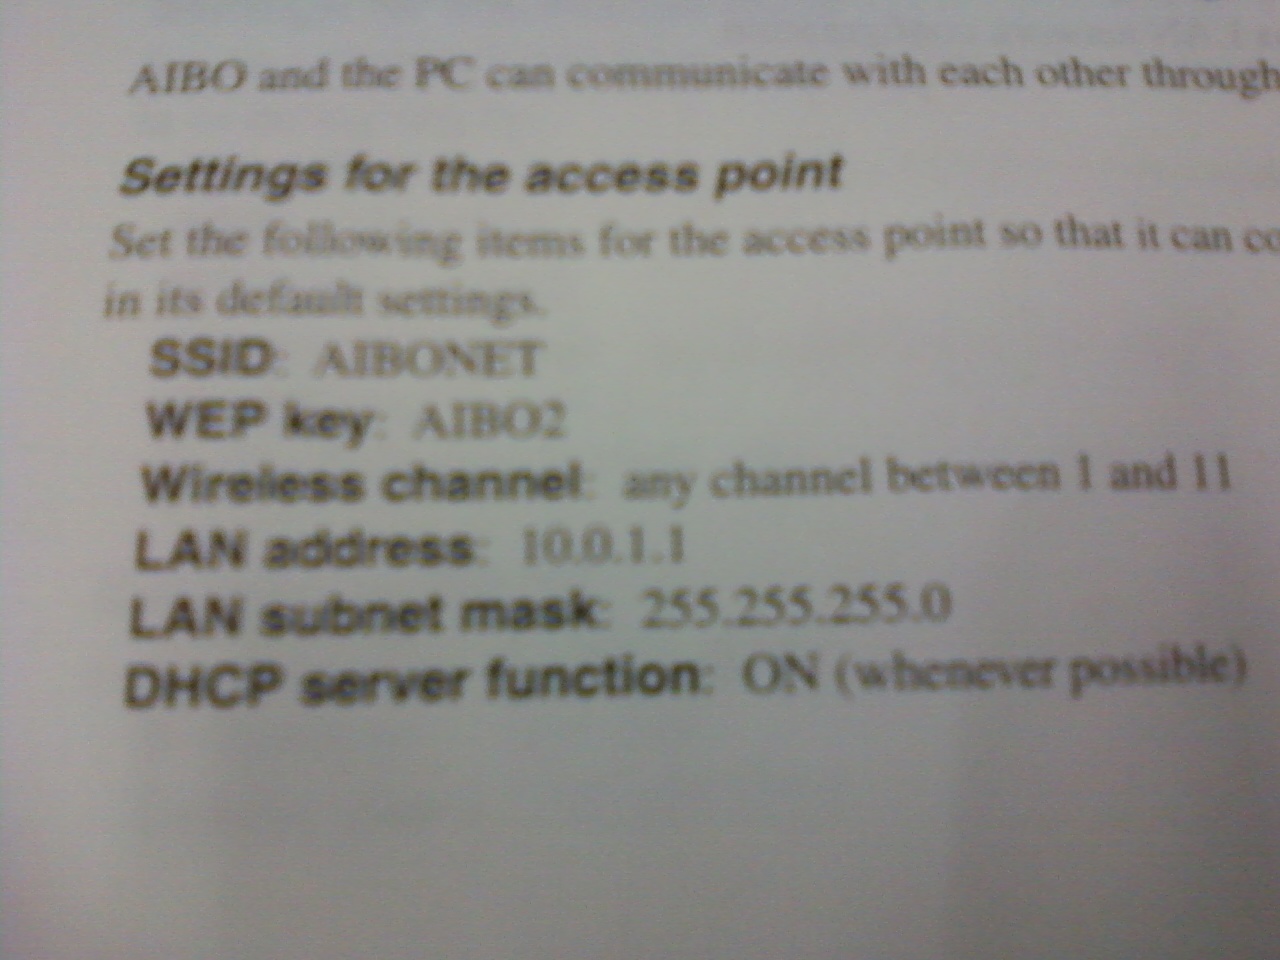 AIBO and the PC can communicate with each other through
Settings for the access point
Set the following items for the access point so that it can co
in its default settings.
SSID: AIBONET
WEP key: AIBO2
Wireless channel: any channel between 1 and 11
LAN address: 10.0.1.1
LAN subnet mask: 255.255.255.0
DHCP server function: ON (whenever possible)